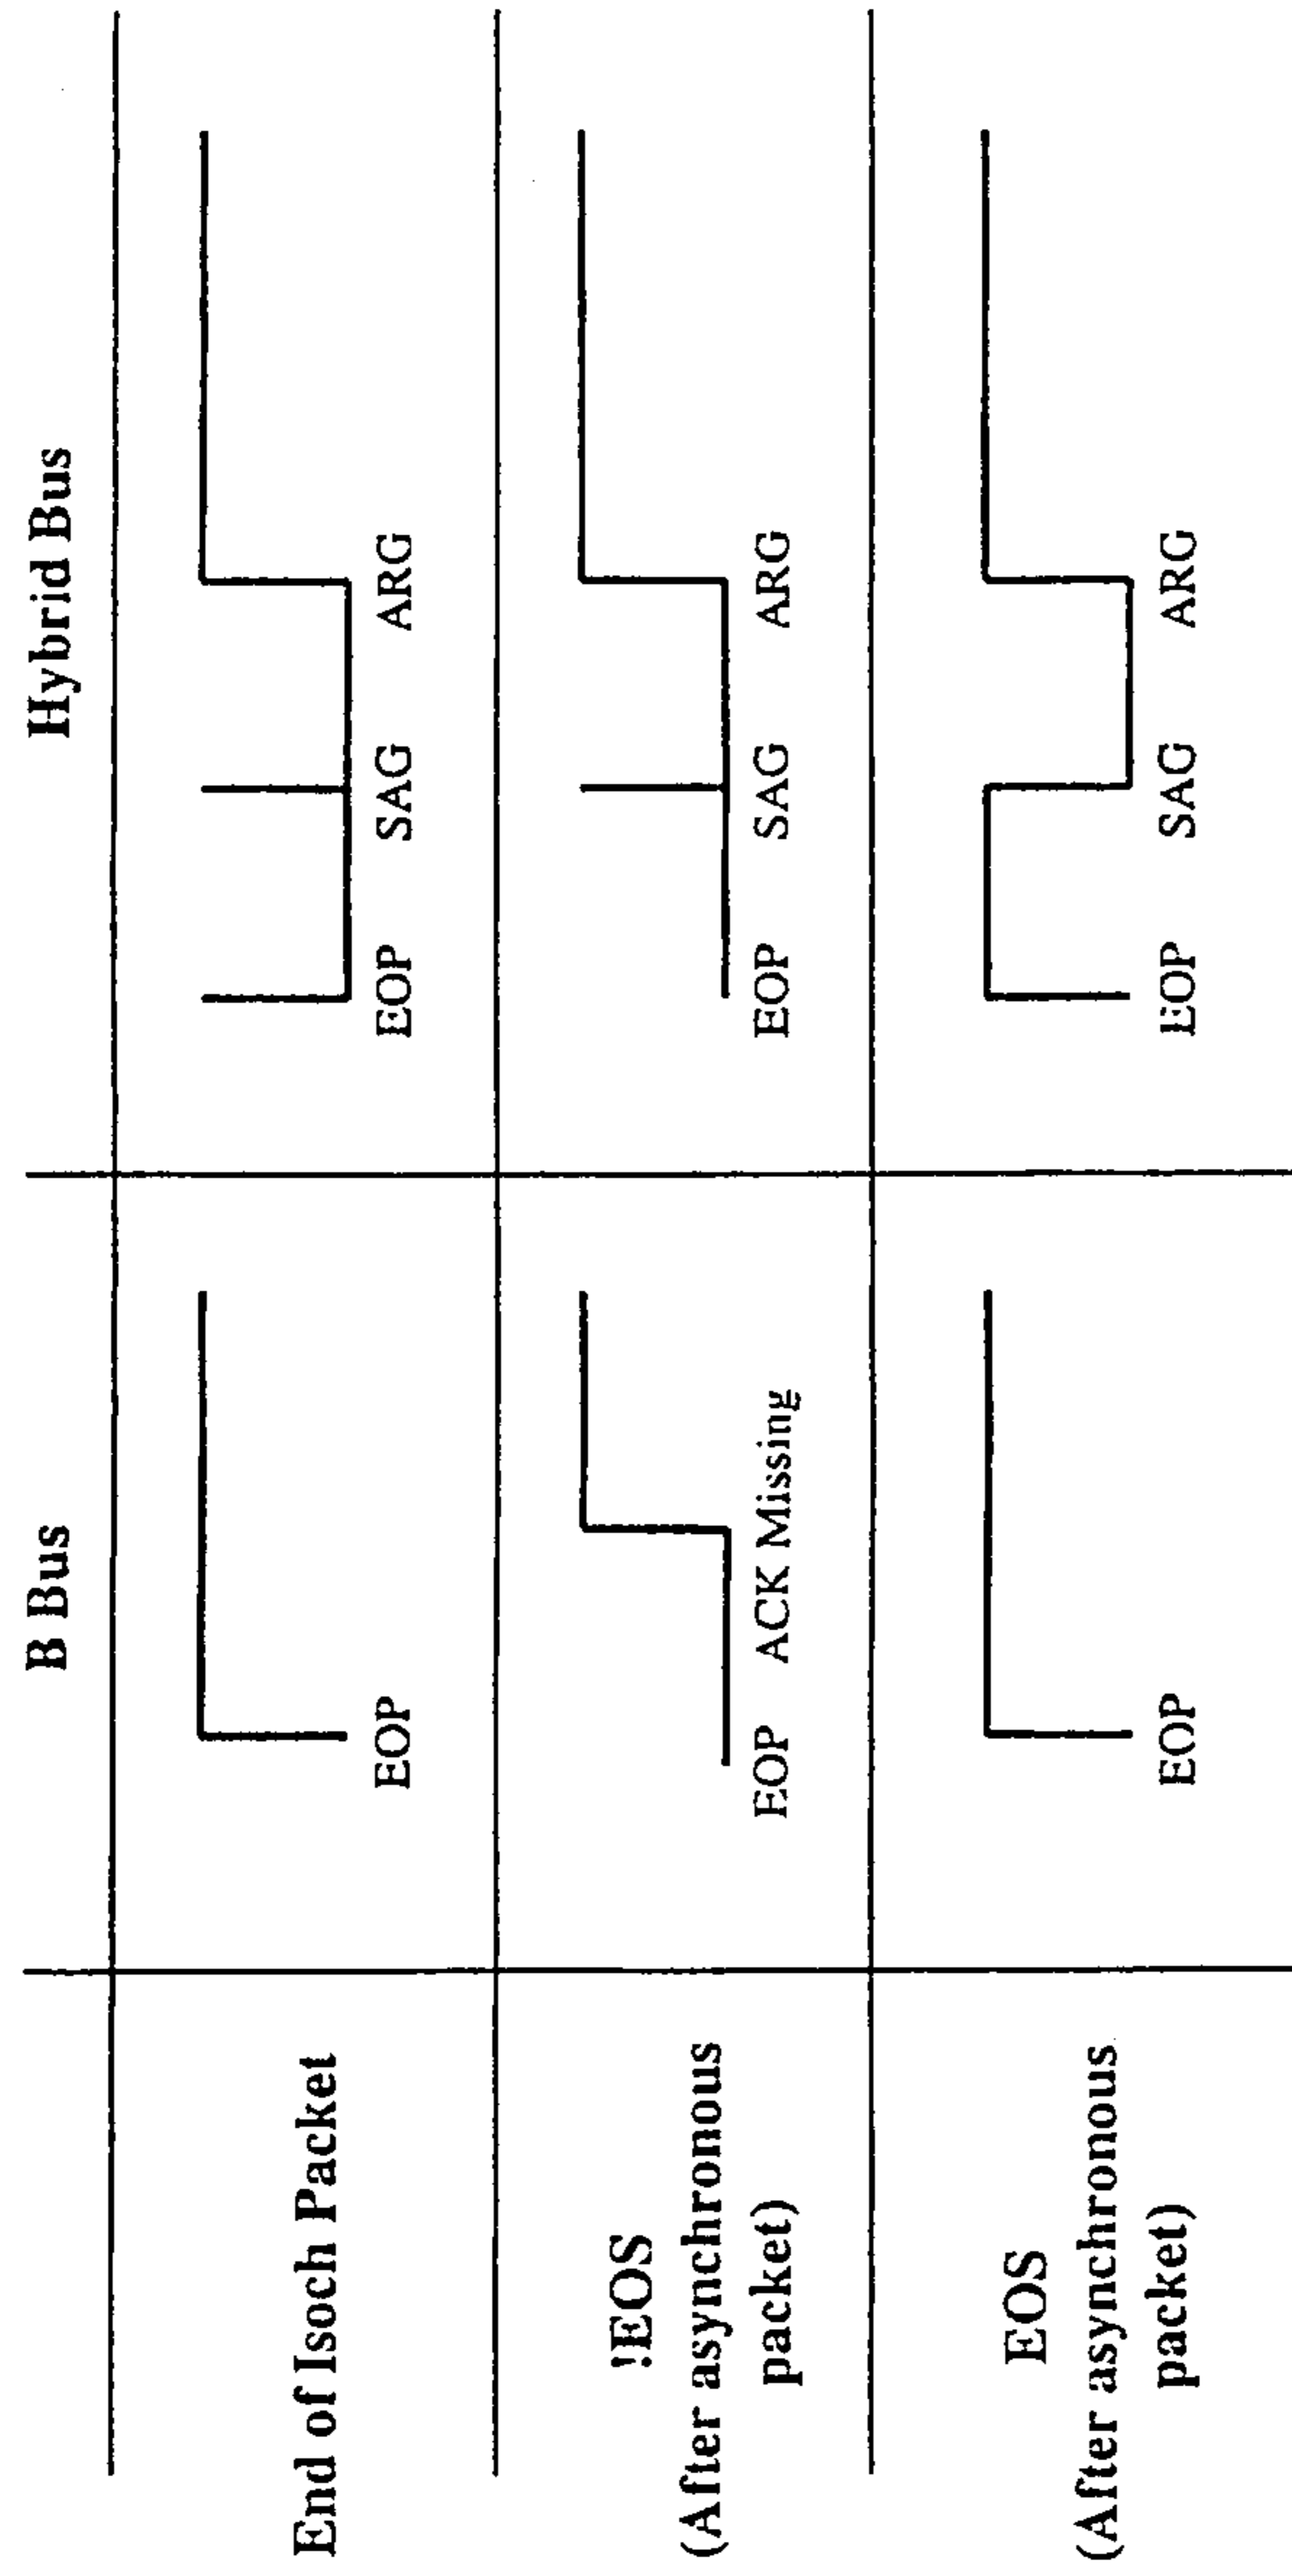 B Bus
Hybrid Bus
End of Isoch Packet
EOP
EOP
SAG
ARG
!EOS
(After asynchronous
packet)
EOP
ACK Missing
EOP
SAG
ARG
EOS
(After asynchronous
packet)
EOP
EOP
SAG
ARG